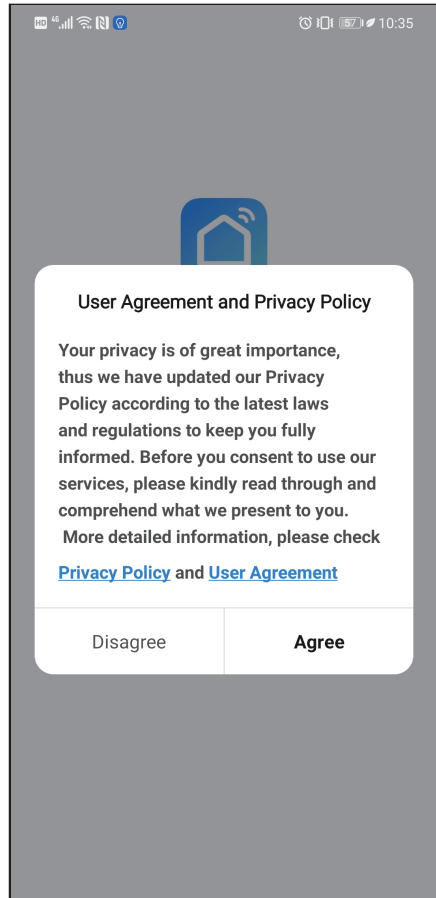 HD 4G 57 10:35
User Agreement and Privacy Policy
Your privacy is of great importance,
thus we have updated our Privacy
Policy according to the latest laws
and regulations to keep you fully
informed. Before you consent to use our
services, please kindly read through and
comprehend what we present to you.
More detailed information, please check
Privacy Policy and User Agreement
Disagree Agree